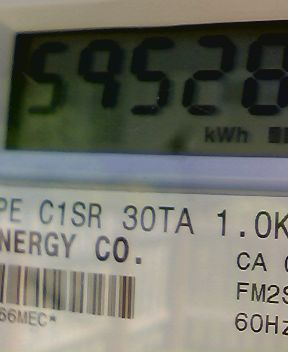 59528
kWh
PE C1SR 30TA 1.0K
NERGY CO.
CA
FM2S
60Hz
66MEC*